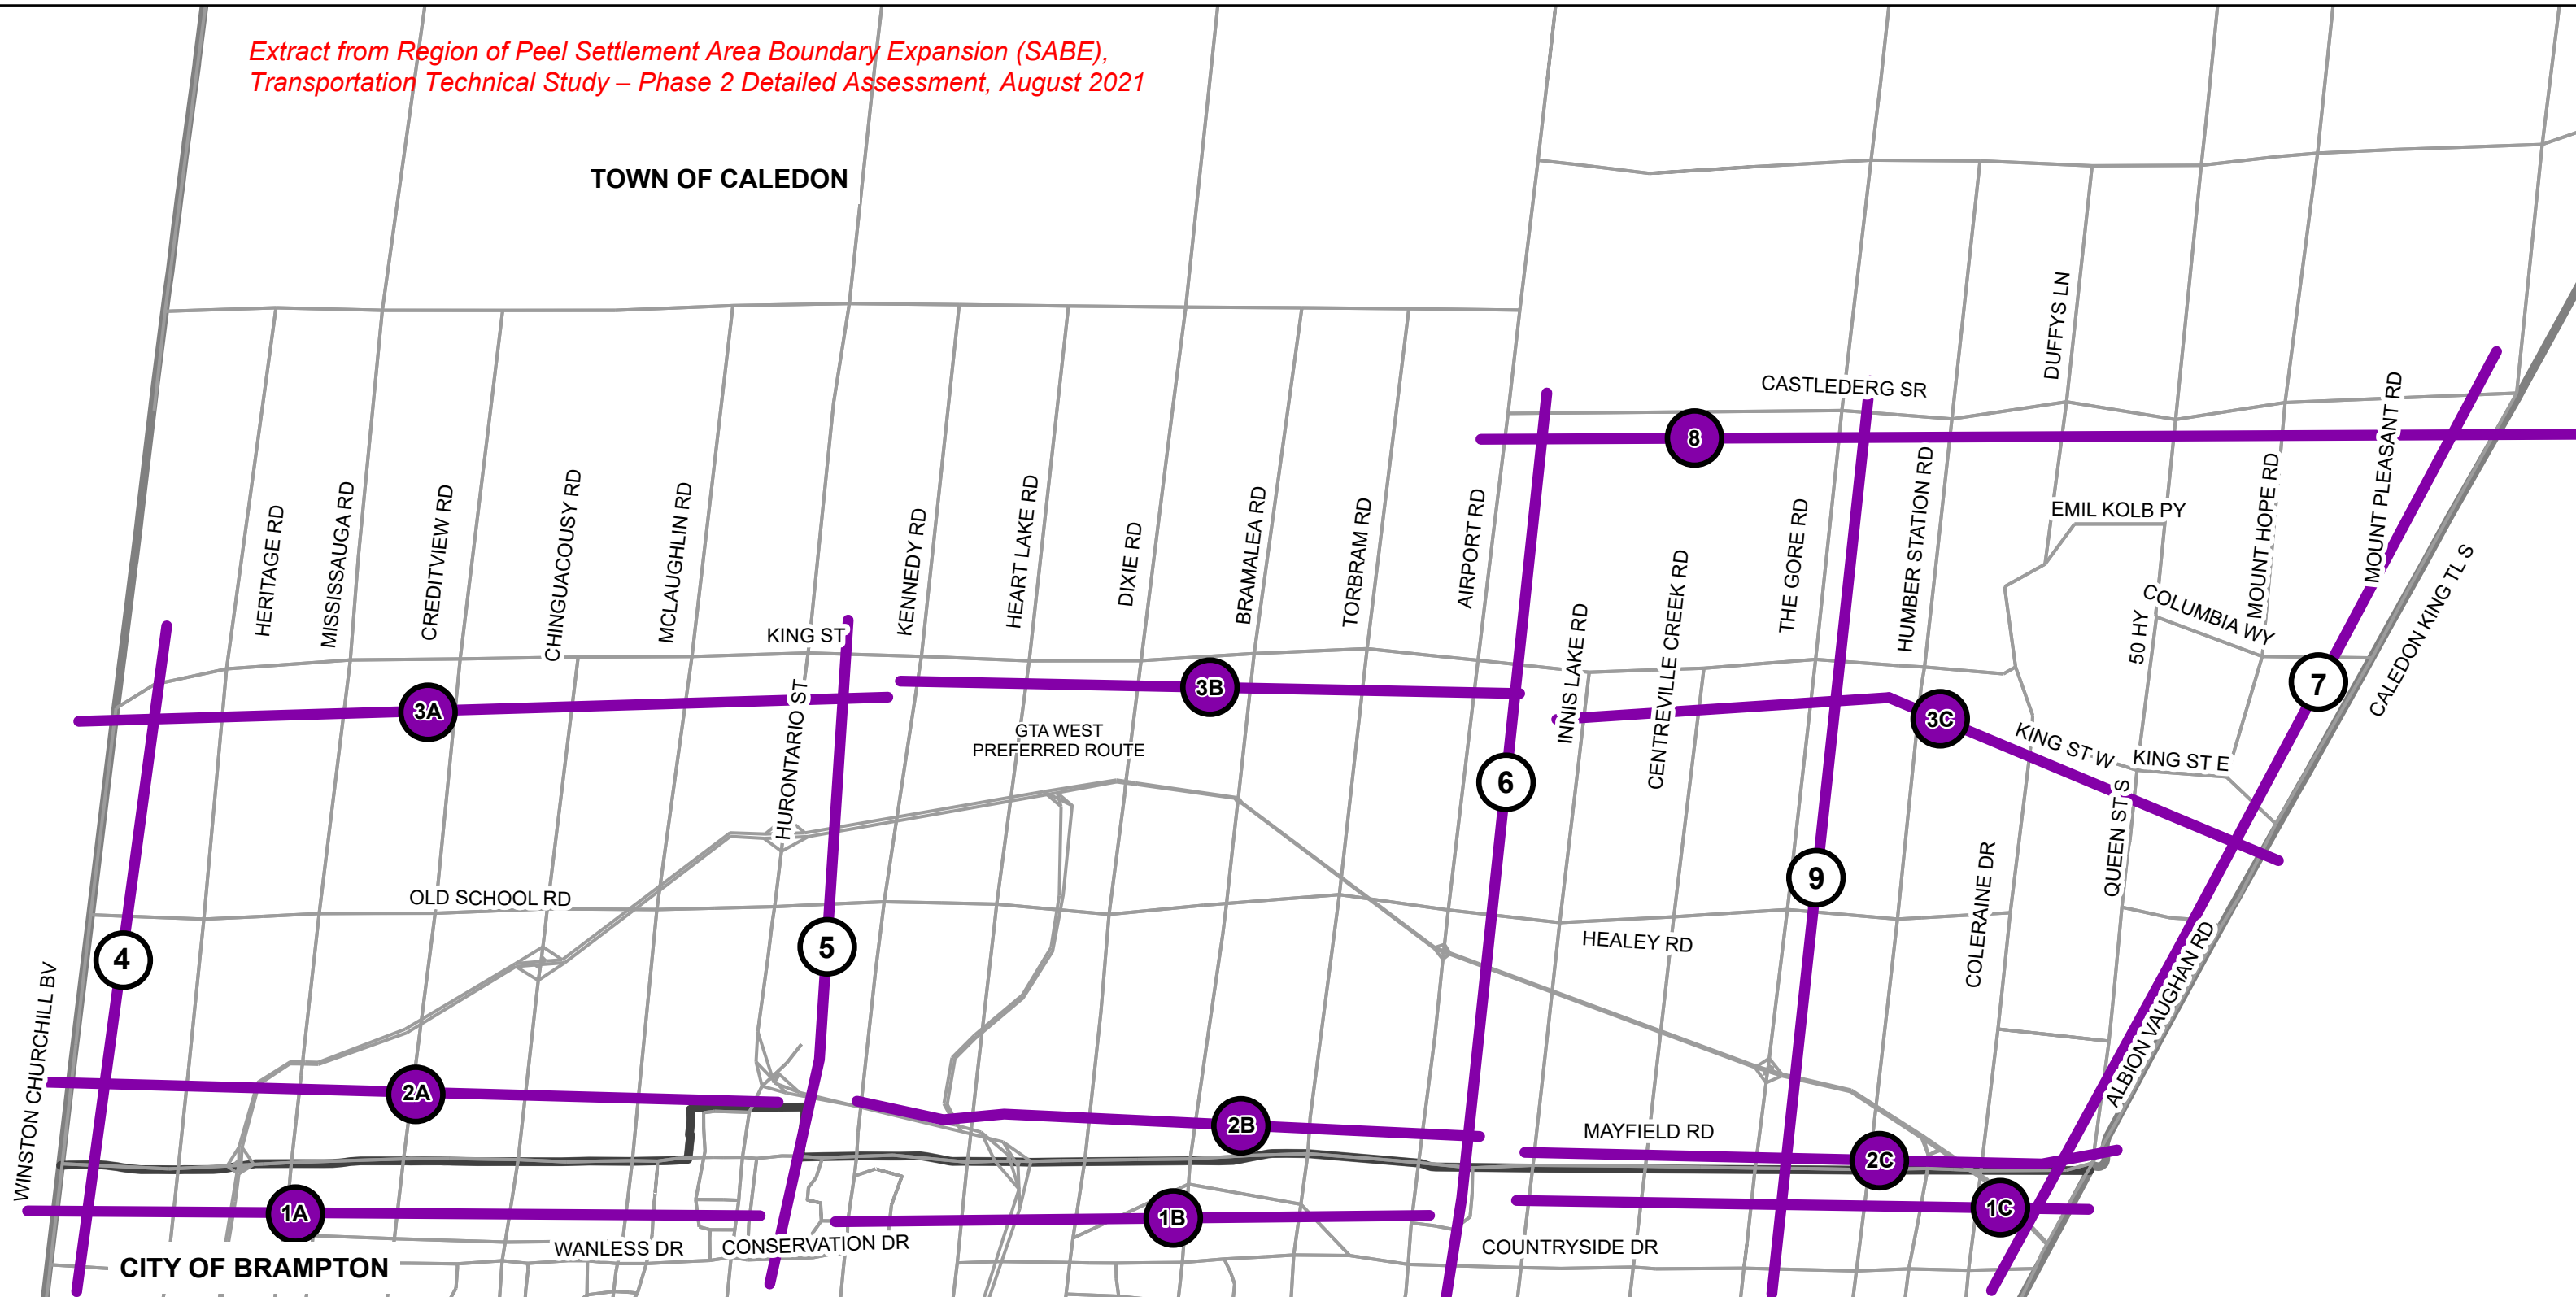 Extract from Region of Peel Settlement Area Boundary Expansion (SABE),
Transportation Technical Study – Phase 2 Detailed Assessment, August 2021
TOWN OF CALEDON
DUFFYS LN
CASTLEDERG SR
8
HERITAGE RD
MISSISSAUGA RD
CREDITVIEW RD
CHINGUACOUSY RD
MCLAUGHLIN RD
KING ST
KENNEDY RD
HEART LAKE RD
DIXIE RD
BRAMALEA RD
TORBRAM RD
AIRPORT RD
INNIS LAKE RD
CENTREVILLE CREEK RD
THE GORE RD
HUMBER STATION RD
EMIL KOLB PY
50 HY
COLUMBIA WY
MOUNT HOPE RD
MOUNT PLEASANT RD
CALEDON KING TL S
3A
3B
3C
7
HURONTARIO ST
GTA WEST
PREFERRED ROUTE
KING ST W
KING ST E
QUEEN ST S
6
9
OLD SCHOOL RD
4
5
HEALEY RD
COLERAINE DR
ALBION VAUGHAN RD
WINSTON CHURCHILL BV
2A
2B
MAYFIELD RD
2C
1A
1B
1C
WANLESS DR
CONSERVATION DR
COUNTRYSIDE DR
CITY OF BRAMPTON